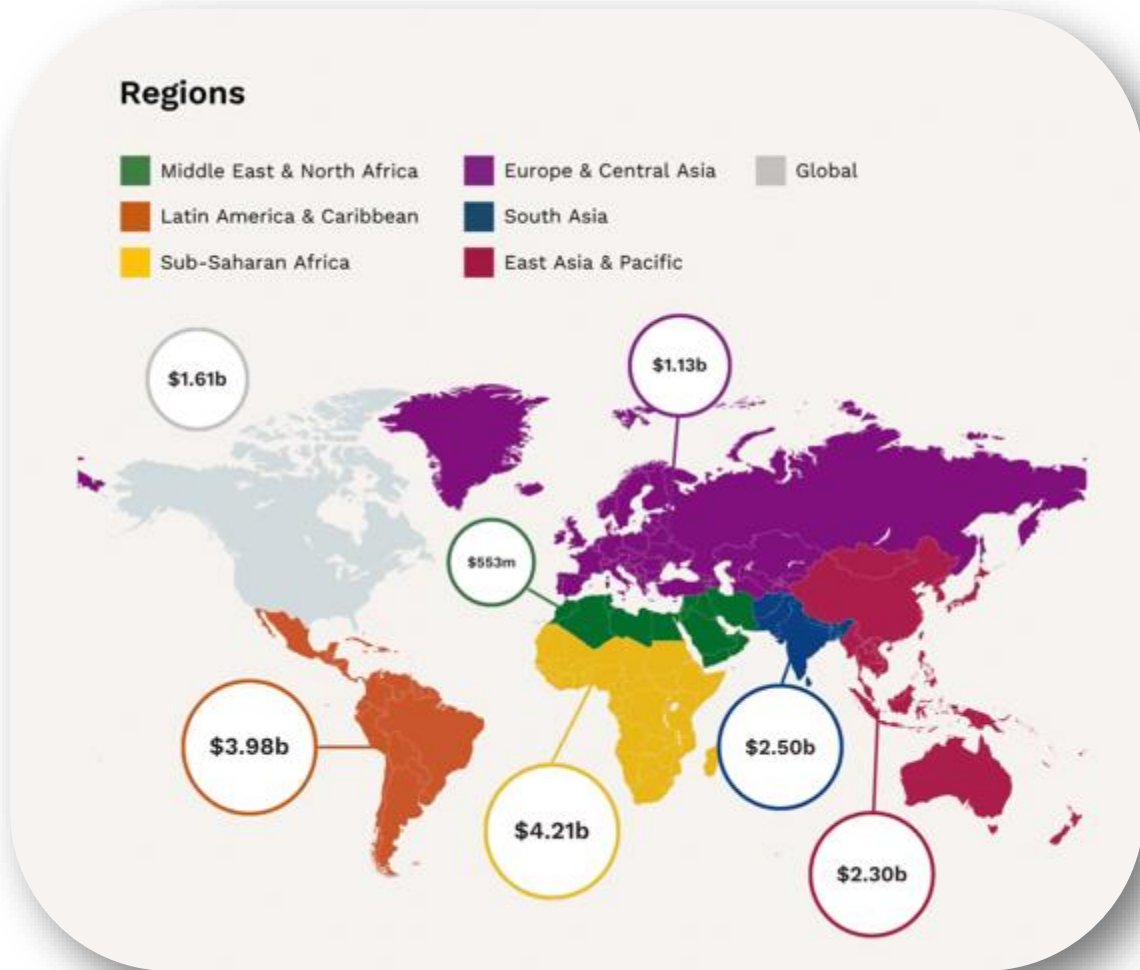 Regions
Middle East & North Africa
Europe & Central Asia
Global
Latin America & Caribbean
South Asia
Sub-Saharan Africa
East Asia & Pacific
$1.61b
$1.13b
$553m
$3.98b
$2.50b
$4.21b
$2.30b